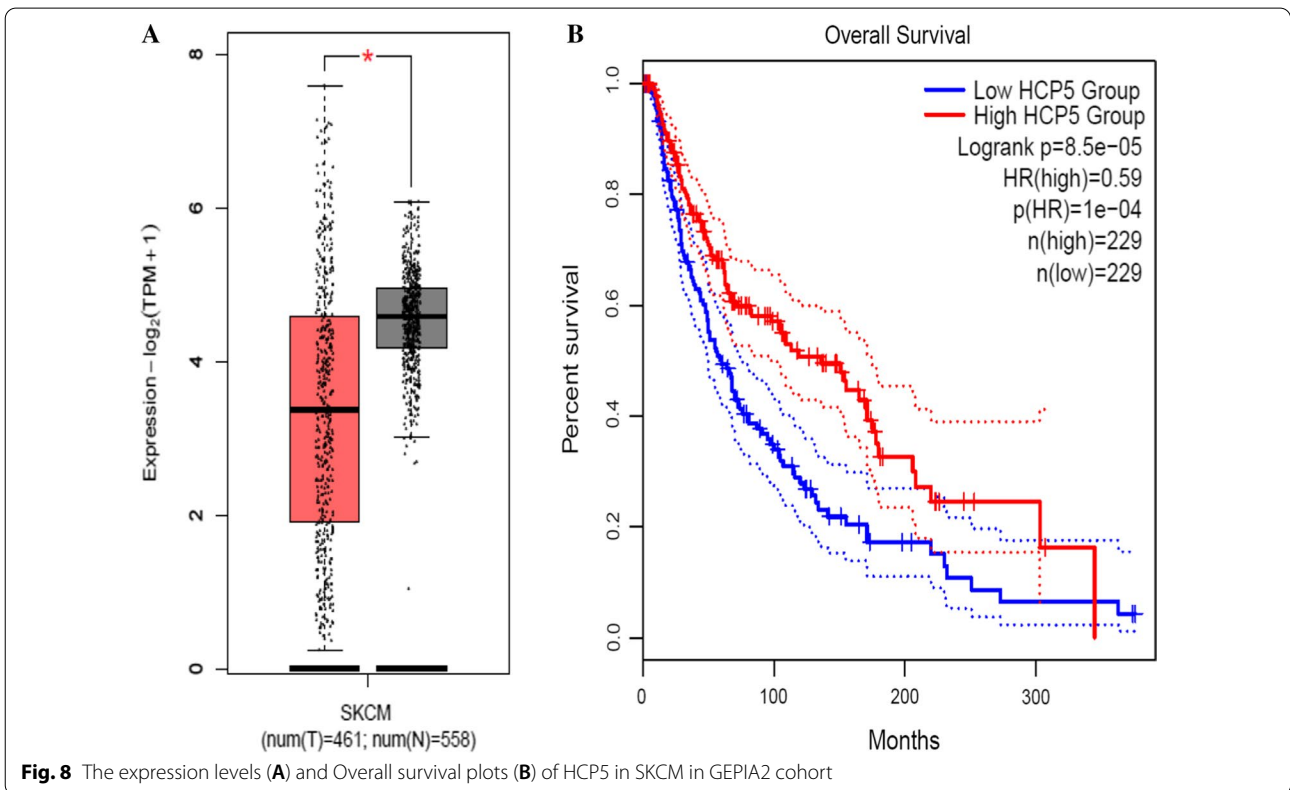 A
Expression − log₂(TPM + 1)
8
6
4
2
0
*
SKCM
(num(T)=461; num(N)=558)
B
Overall Survival
Percent survival
1.0
0.8
0.6
0.4
0.2
0.0
Low HCP5 Group
High HCP5 Group
Logrank p=8.5e−05
HR(high)=0.59
p(HR)=1e−04
n(high)=229
n(low)=229
0 100 200 300
Months
Fig. 8 The expression levels (A) and Overall survival plots (B) of HCP5 in SKCM in GEPIA2 cohort